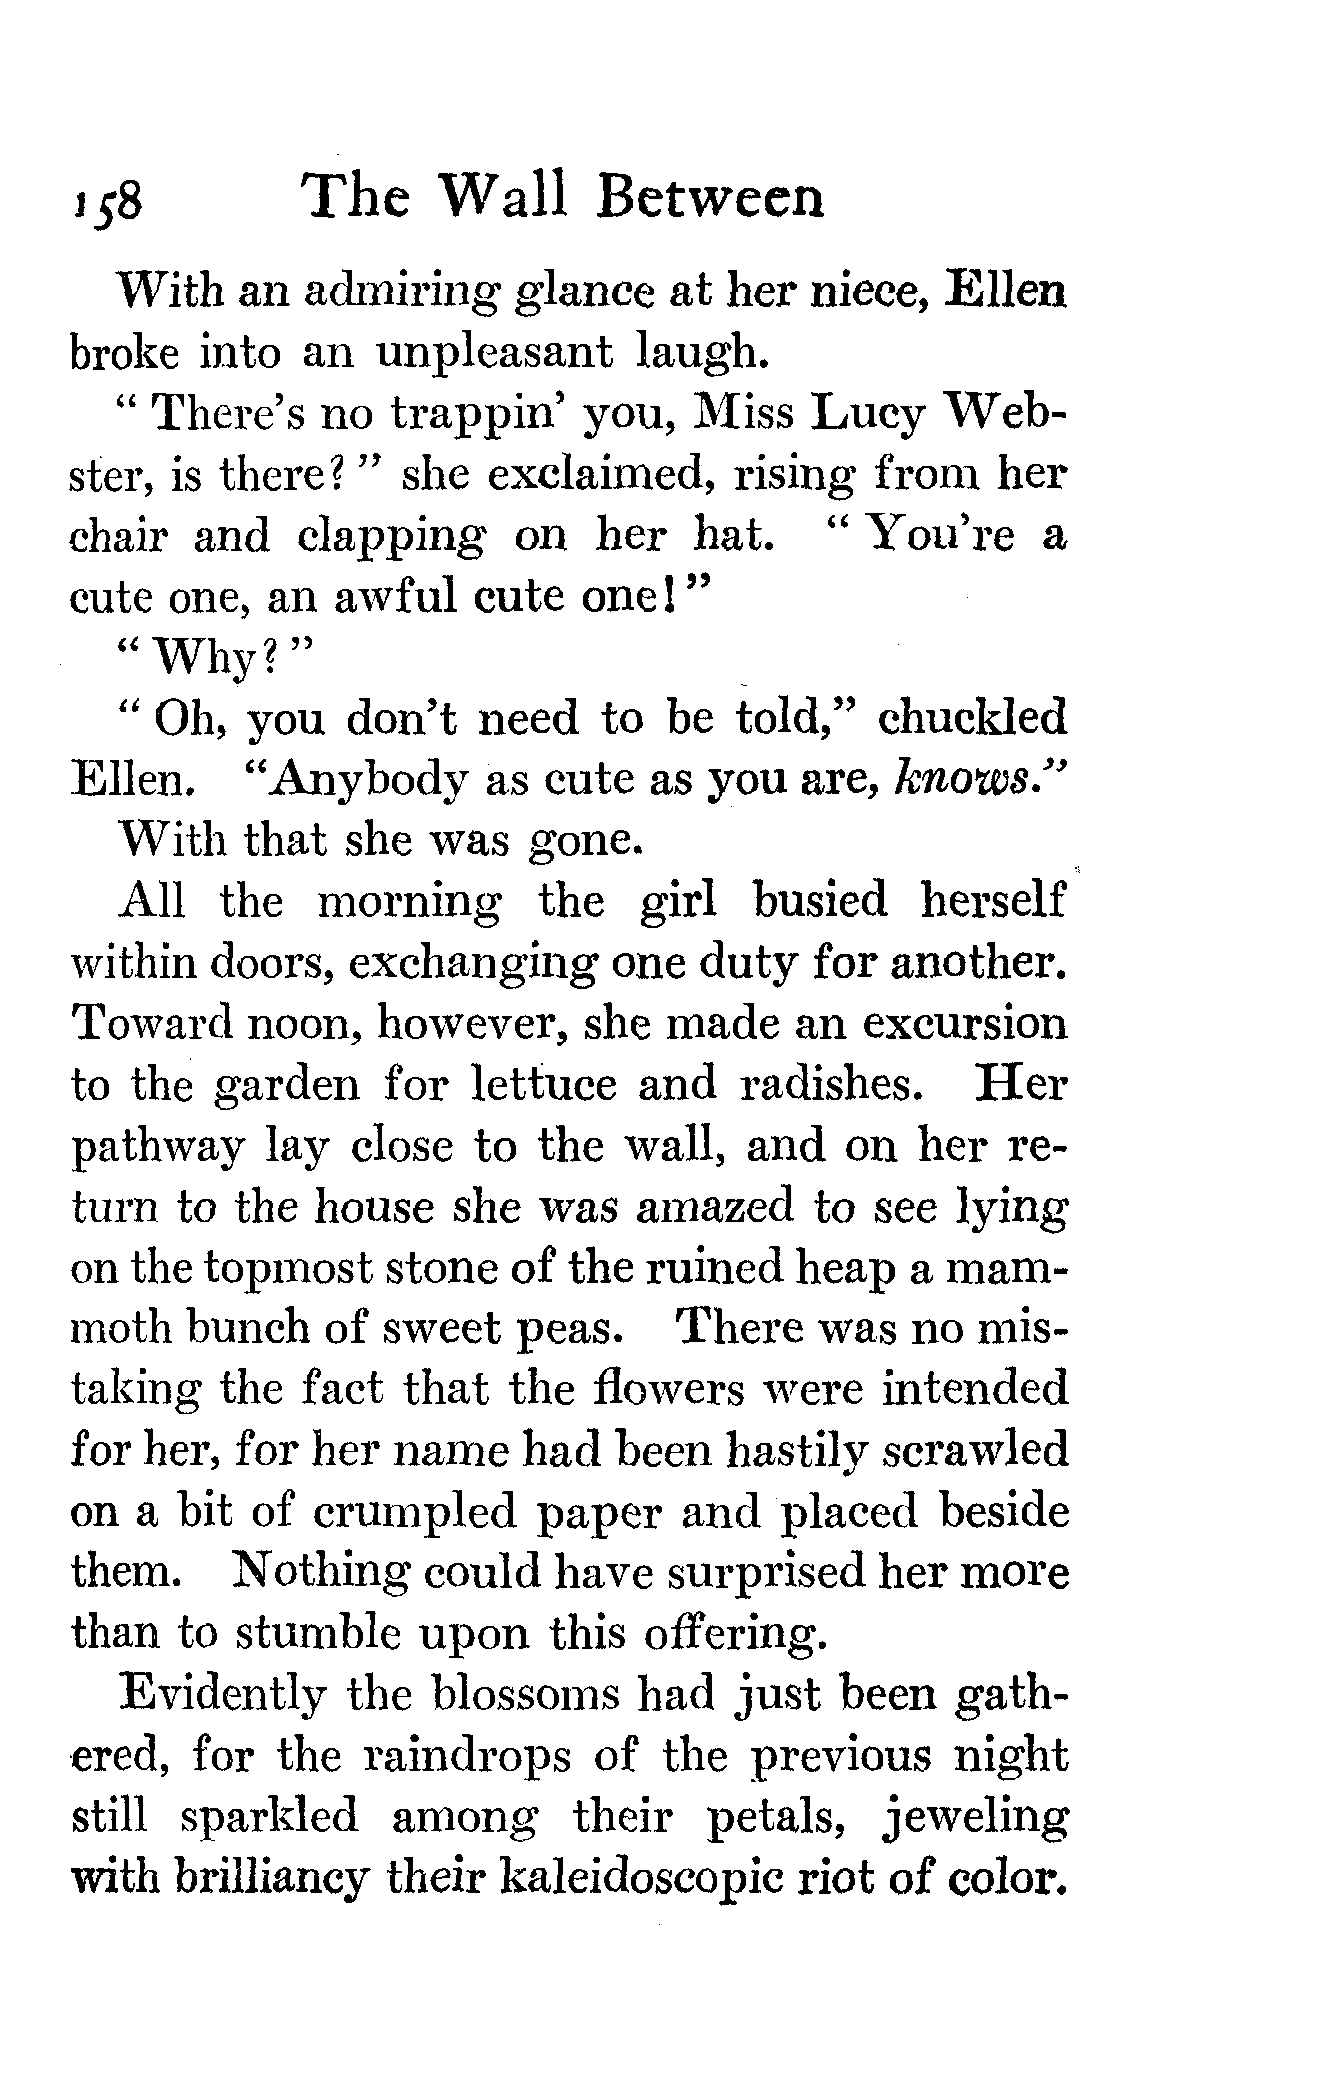 158 The Wall Between
With an admiring glance at her niece, Ellen
broke into an unpleasant laugh.
“ There’s no trappin’ you, Miss Lucy Web-
ster, is there? ” she exclaimed, rising from her
chair and clapping on her hat. “ You’re a
cute one, an awful cute one! ”
“ Why? ”
“ Oh, you don’t need to be told,” chuckled
Ellen. “Anybody as cute as you are, knows.”
With that she was gone.
All the morning the girl busied herself
within doors, exchanging one duty for another.
Toward noon, however, she made an excursion
to the garden for lettuce and radishes. Her
pathway lay close to the wall, and on her re-
turn to the house she was amazed to see lying
on the topmost stone of the ruined heap a mam-
moth bunch of sweet peas. There was no mis-
taking the fact that the flowers were intended
for her, for her name had been hastily scrawled
on a bit of crumpled paper and placed beside
them. Nothing could have surprised her more
than to stumble upon this offering.
Evidently the blossoms had just been gath-
ered, for the raindrops of the previous night
still sparkled among their petals, jeweling
with brilliancy their kaleidoscopic riot of color.